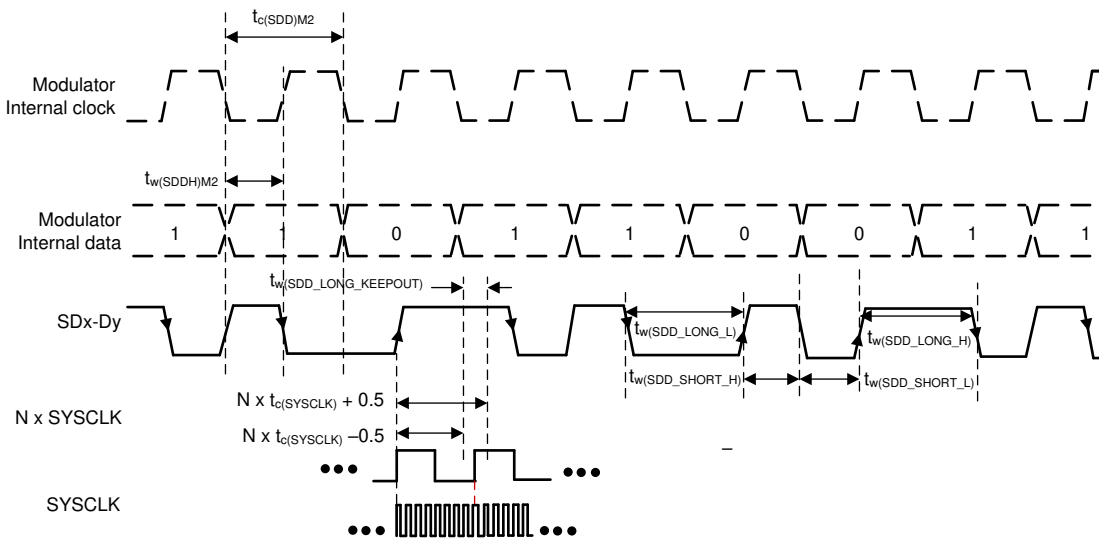 tc(SDD)M2
Modulator
Internal clock
tw(SDDH)M2
Modulator
Internal data
1 1 0 1 1 0 0 1 1
tw(SDD_LONG_KEEPOUT)
SDx-Dy
tw(SDD_LONG_L)
tw(SDD_LONG_H)
tw(SDD_SHORT_H)
tw(SDD_SHORT_L)
N x tc(SYSCLK) + 0.5
N x SYSCLK
N x tc(SYSCLK) –0.5
–
SYSCLK